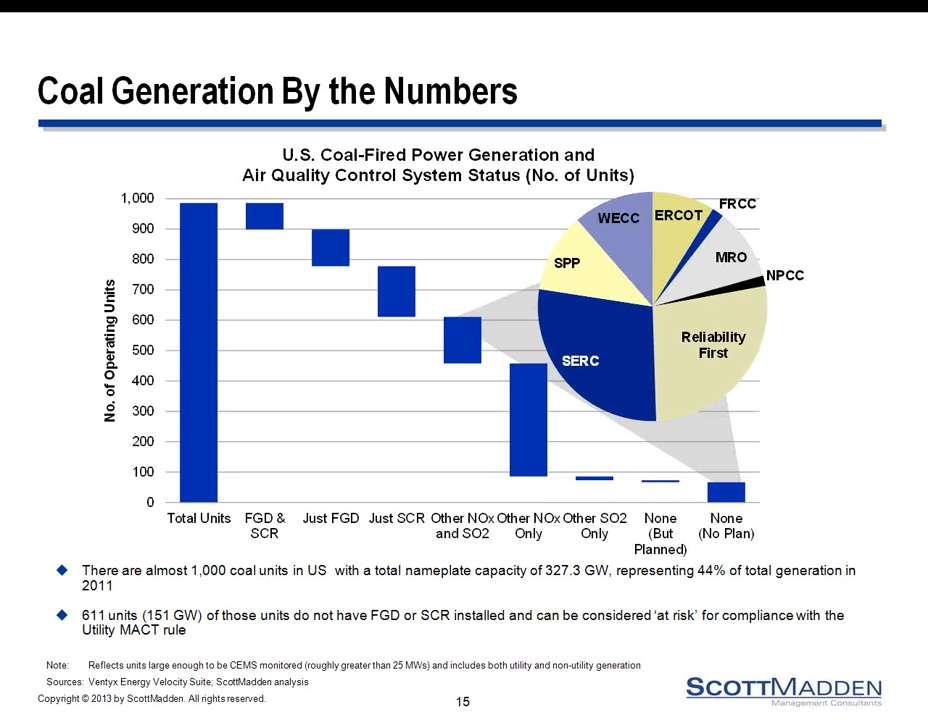 Coal Generation By the Numbers
U.S. Coal-Fired Power Generation and
Air Quality Control System Status (No. of Units)
No. of Operating Units
1,000
900
800
700
600
500
400
300
200
100
0
WECC
ERCOT
FRCC
MRO
NPCC
SPP
Reliability
First
SERC
Total Units
FGD &
SCR
Just FGD
Just SCR
Other NOx
and SO2
Other NOx
Only
Other SO2
Only
None
(But
Planned)
None
(No Plan)
There are almost 1,000 coal units in US with a total nameplate capacity of 327.3 GW, representing 44% of total generation in
2011
611 units (151 GW) of those units do not have FGD or SCR installed and can be considered ‘at risk’ for compliance with the
Utility MACT rule
Note: Reflects units large enough to be CEMS monitored (roughly greater than 25 MWs) and includes both utility and non-utility generation
Sources: Ventyx Energy Velocity Suite; ScottMadden analysis
Copyright © 2013 by ScottMadden. All rights reserved.
15
SCOTTMADDEN
Management Consultants